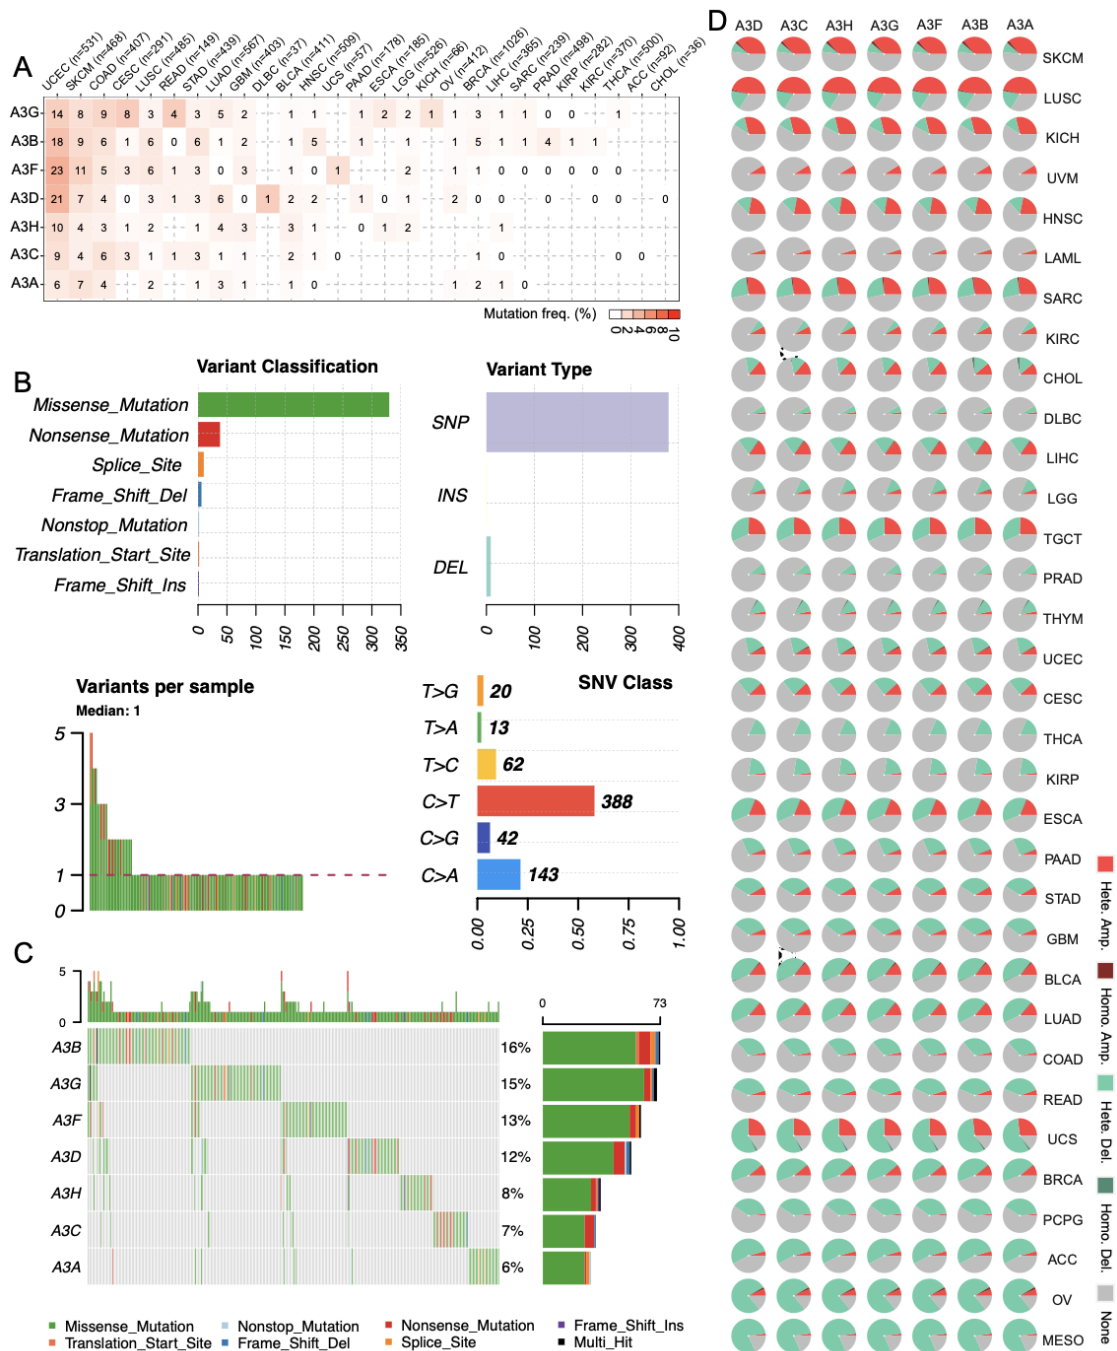 A
UCEC (n=531)
SKCM (n=468)
COAD (n=407)
CESC (n=291)
LUSC (n=485)
READ (n=149)
STAD (n=439)
LUAD (n=567)
GBM (n=403)
DLBC (n=37)
BLCA (n=411)
HNSC (n=509)
UCS (n=57)
PAAD (n=178)
ESCA (n=185)
LGG (n=526)
KICH (n=66)
OV (n=412)
BRCA (n=1026)
LIHC (n=365)
SARC (n=239)
PRAD (n=498)
KIRP (n=282)
KIRC (n=370)
THCA (n=500)
ACC (n=92)
CHOL (n=36)
A3G 14 8 9 8 3 4 3 5 2 1 1 1 2 2 1 1 3 1 1 0 0 1
A3B 18 9 6 1 6 0 6 1 2 1 5 1 1 1 5 1 1 4 1 1
A3F 23 11 5 3 6 1 3 0 3 1 0 1 2 1 1 0 0 0 0 0
A3D 21 7 4 0 3 1 3 6 0 1 2 2 1 0 1 2 0 0 0 0 0 0
A3H 10 4 3 1 2 1 4 3 3 1 0 1 2 1
A3C 9 4 6 3 1 1 3 1 1 2 1 0 1 0 0 0
A3A 6 7 4 2 1 3 1 1 0 1 2 1 0
Mutation freq. (%)
0 2 4 6 8 10
B
Variant Classification
Missense_Mutation
Nonsense_Mutation
Splice_Site
Frame_Shift_Del
Nonstop_Mutation
Translation_Start_Site
Frame_Shift_Ins
0 50 100 150 200 250 300 350
Variant Type
SNP
INS
DEL
0 100 200 300 400
Variants per sample
Median: 1
5
3
1
0
SNV Class
T>G 20
T>A 13
T>C 62
C>T 388
C>G 42
C>A 143
0.00 0.25 0.50 0.75 1.00
C
5
0
0 73
A3B 16%
A3G 15%
A3F 13%
A3D 12%
A3H 8%
A3C 7%
A3A 6%
Missense_Mutation Nonstop_Mutation Nonsense_Mutation Frame_Shift_Ins
Translation_Start_Site Frame_Shift_Del Splice_Site Multi_Hit
D
A3D A3C A3H A3G A3F A3B A3A
SKCM
LUSC
KICH
UVM
HNSC
LAML
SARC
KIRC
CHOL
DLBC
LIHC
LGG
TGCT
PRAD
THYM
UCEC
CESC
THCA
KIRP
ESCA
PAAD
STAD
GBM
BLCA
LUAD
COAD
READ
UCS
BRCA
PCPG
ACC
OV
MESO
Hete. Amp.
Homo. Amp.
Hete. Del.
Homo. Del.
None